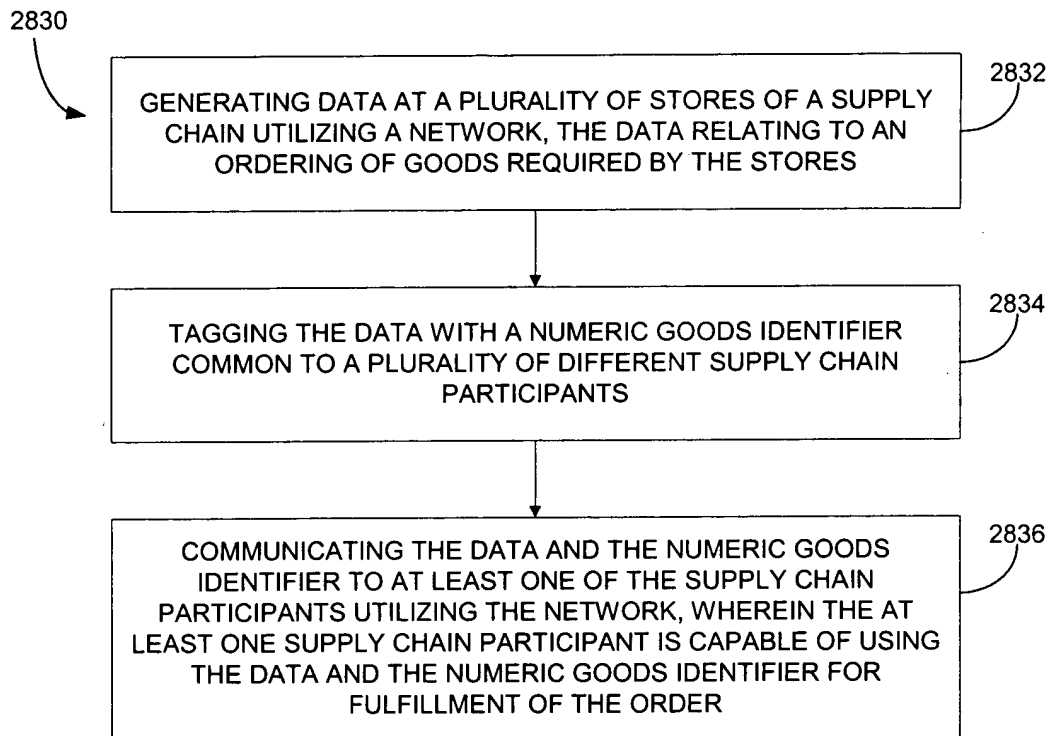 2830
2832
GENERATING DATA AT A PLURALITY OF STORES OF A SUPPLY
CHAIN UTILIZING A NETWORK, THE DATA RELATING TO AN
ORDERING OF GOODS REQUIRED BY THE STORES
2834
TAGGING THE DATA WITH A NUMERIC GOODS IDENTIFIER
COMMON TO A PLURALITY OF DIFFERENT SUPPLY CHAIN
PARTICIPANTS
2836
COMMUNICATING THE DATA AND THE NUMERIC GOODS
IDENTIFIER TO AT LEAST ONE OF THE SUPPLY CHAIN
PARTICIPANTS UTILIZING THE NETWORK, WHEREIN THE AT
LEAST ONE SUPPLY CHAIN PARTICIPANT IS CAPABLE OF USING
THE DATA AND THE NUMERIC GOODS IDENTIFIER FOR
FULFILLMENT OF THE ORDER